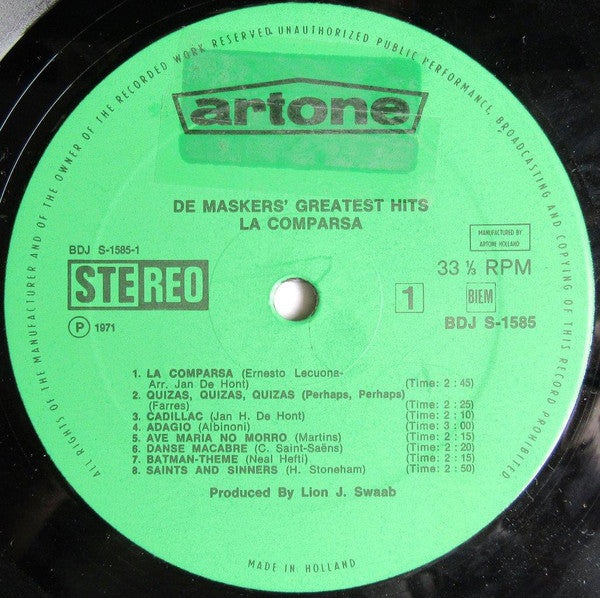 ALL RIGHTS OF THE MANUFACTURER AND OF THE OWNER OF THE RECORDED WORK RESERVED. UNAUTHORIZED PUBLIC PERFORMANCE, BROADCASTING AND COPYING OF THIS RECORD PROHIBITED
artone
DE MASKERS' GREATEST HITS
LA COMPARSA
BDJ S-1585-1
STEREO
P 1971
MANUFACTURED BY
ARTONE HOLLAND
33 ⅓ RPM
1
BIEM
BDJ S-1585
1. LA COMPARSA (Ernesto Lecuona-
Arr. Jan De Hont) (Time: 2 : 45)
2. QUIZAS, QUIZAS, QUIZAS (Perhaps, Perhaps)
(Farres) (Time: 2 : 25)
3. CADILLAC (Jan H. De Hont) (Time: 2 : 10)
4. ADAGIO (Albinoni) (Time: 3 : 00)
5. AVE MARIA NO MORRO (Martins) (Time: 2 : 15)
6. DANSE MACABRE (C. Saint-Saëns) (Time: 2 : 20)
7. BATMAN-THEME (Neal Hefti) (Time: 2 : 15)
8. SAINTS AND SINNERS (H. Stoneham) (Time: 2 : 50)
Produced By Lion J. Swaab
MADE IN HOLLAND